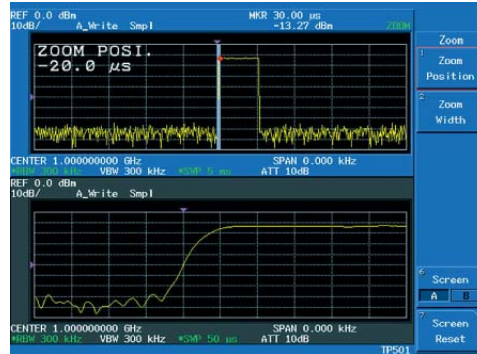 REF 0.0 dBm MKR 30.00 µs
10dB/ A_Write Smpl -13.27 dBm ZOOM
ZOOM POSI.
-20.0 µs
CENTER 1.000000000 GHz SPAN 0.000 kHz
*RBW 300 kHz VBW 300 kHz *SWP 5 ms ATT 10dB
REF 0.0 dBm
10dB/ A_Write Smpl
CENTER 1.000000000 GHz SPAN 0.000 kHz
*RBW 300 kHz VBW 300 kHz *SWP 50 us ATT 10dB
TP501
Zoom
1
Zoom
Position
2
Zoom
Width
6
Screen
A B
7
Screen
Reset